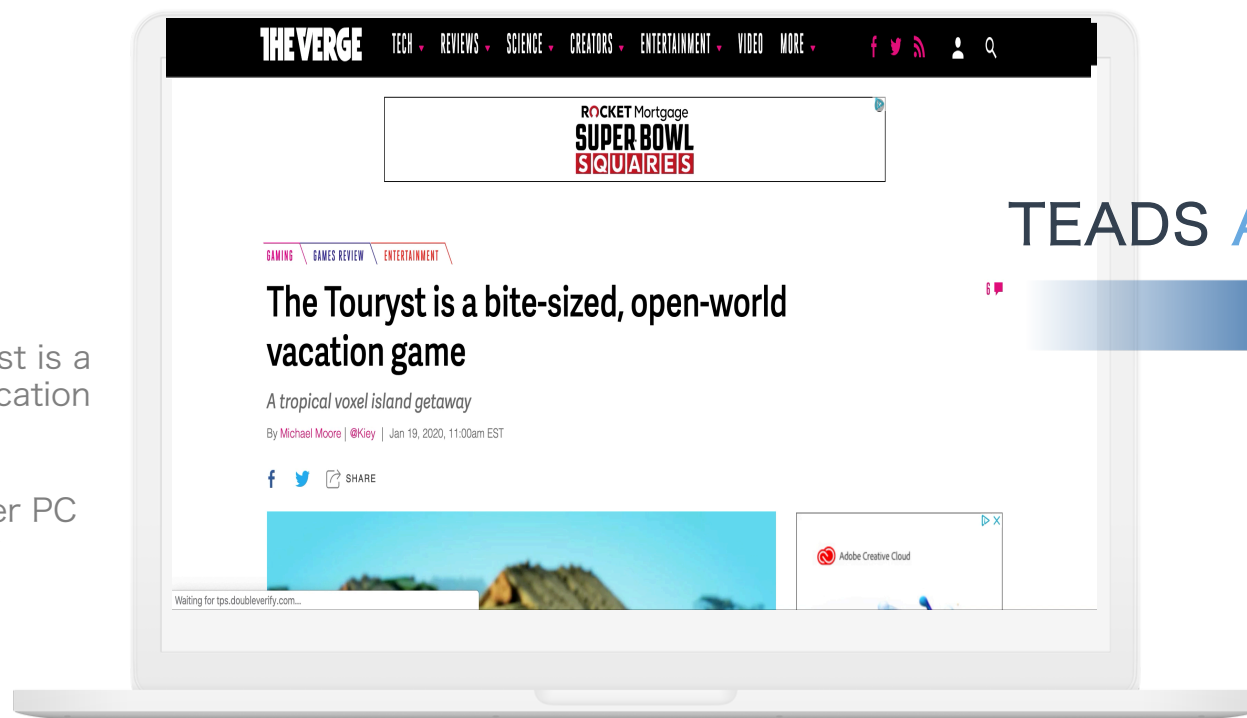 THE VERGE TECH REVIEWS SCIENCE CREATORS ENTERTAINMENT VIDEO MORE
ROCKET Mortgage
SUPER BOWL
SQUARES
TEADS
GAMING GAMES REVIEW ENTERTAINMENT
The Touryst is a bite-sized, open-world
vacation game
6
A tropical voxel island getaway
By Michael Moore | @Kiey | Jan 19, 2020, 11:00am EST
SHARE
st is a
cation
er PC
Adobe Creative Cloud
Waiting for tps.doubleverify.com...